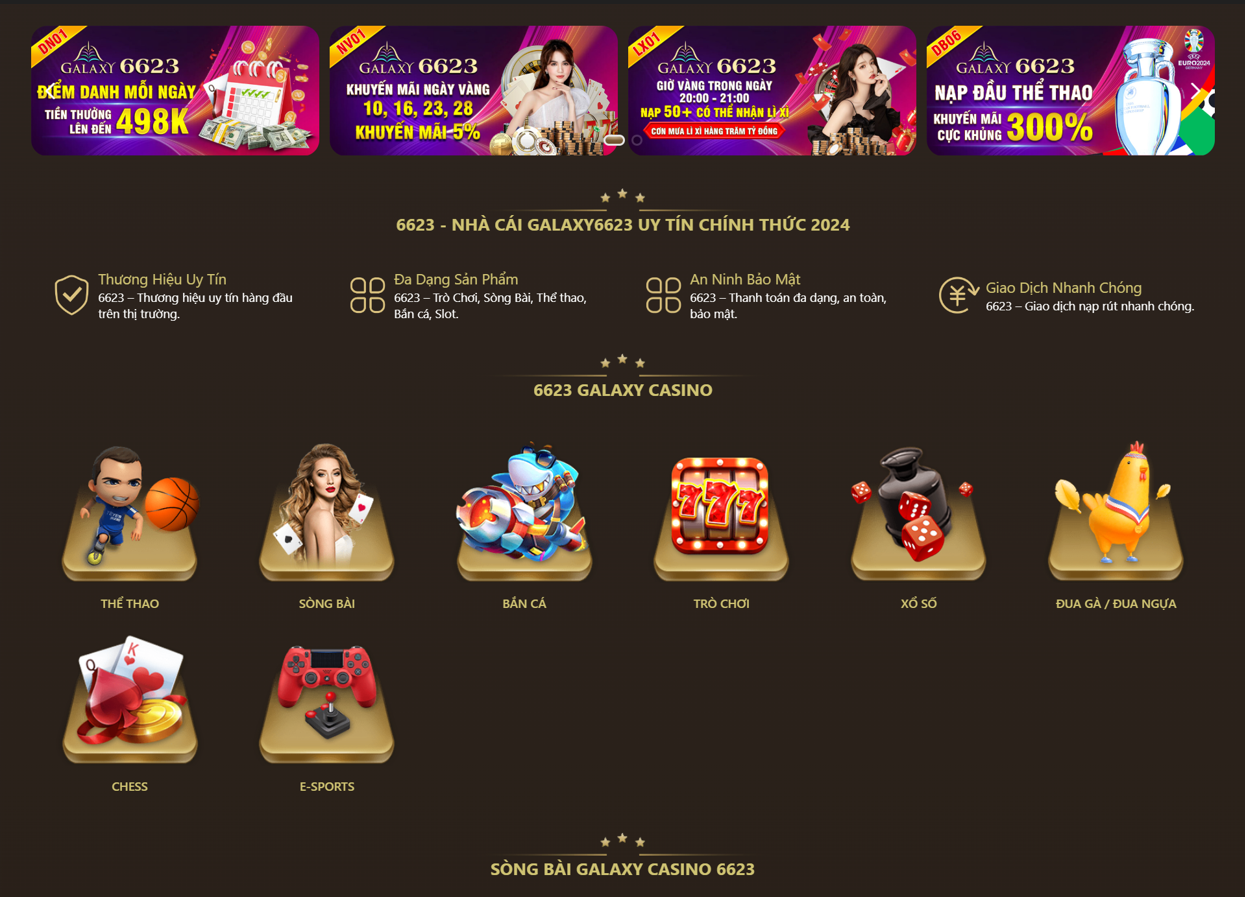 DN01
GALAXY 6623
ĐIỂM DANH MỖI NGÀY
TIỀN THƯỞNG
LÊN ĐẾN 498K
NV01
GALAXY 6623
KHUYẾN MÃI NGÀY VÀNG
10, 16, 23, 28
KHUYẾN MÃI 5%
LX01
GALAXY 6623
GIỜ VÀNG TRONG NGÀY
20:00 - 21:00
NẠP 50+ CÓ THỂ NHẬN LÌ XÌ
CƠN MƯA LÌ XÌ HÀNG TRĂM TỶ ĐỒNG
DB06
GALAXY 6623
NẠP ĐẦU THỂ THAO
KHUYẾN MÃI
CỰC KHỦNG 300%
EURO2024
6623 - NHÀ CÁI GALAXY6623 UY TÍN CHÍNH THỨC 2024
Thương Hiệu Uy Tín
6623 – Thương hiệu uy tín hàng đầu
trên thị trường.
Đa Dạng Sản Phẩm
6623 – Trò Chơi, Sòng Bài, Thể thao,
Bắn cá, Slot.
An Ninh Bảo Mật
6623 – Thanh toán đa dạng, an toàn,
bảo mật.
Giao Dịch Nhanh Chóng
6623 – Giao dịch nạp rút nhanh chóng.
6623 GALAXY CASINO
777
THỂ THAO
SÒNG BÀI
BẮN CÁ
TRÒ CHƠI
XỔ SỐ
ĐUA GÀ / ĐUA NGỰA
Q
K
CHESS
E-SPORTS
SÒNG BÀI GALAXY CASINO 6623